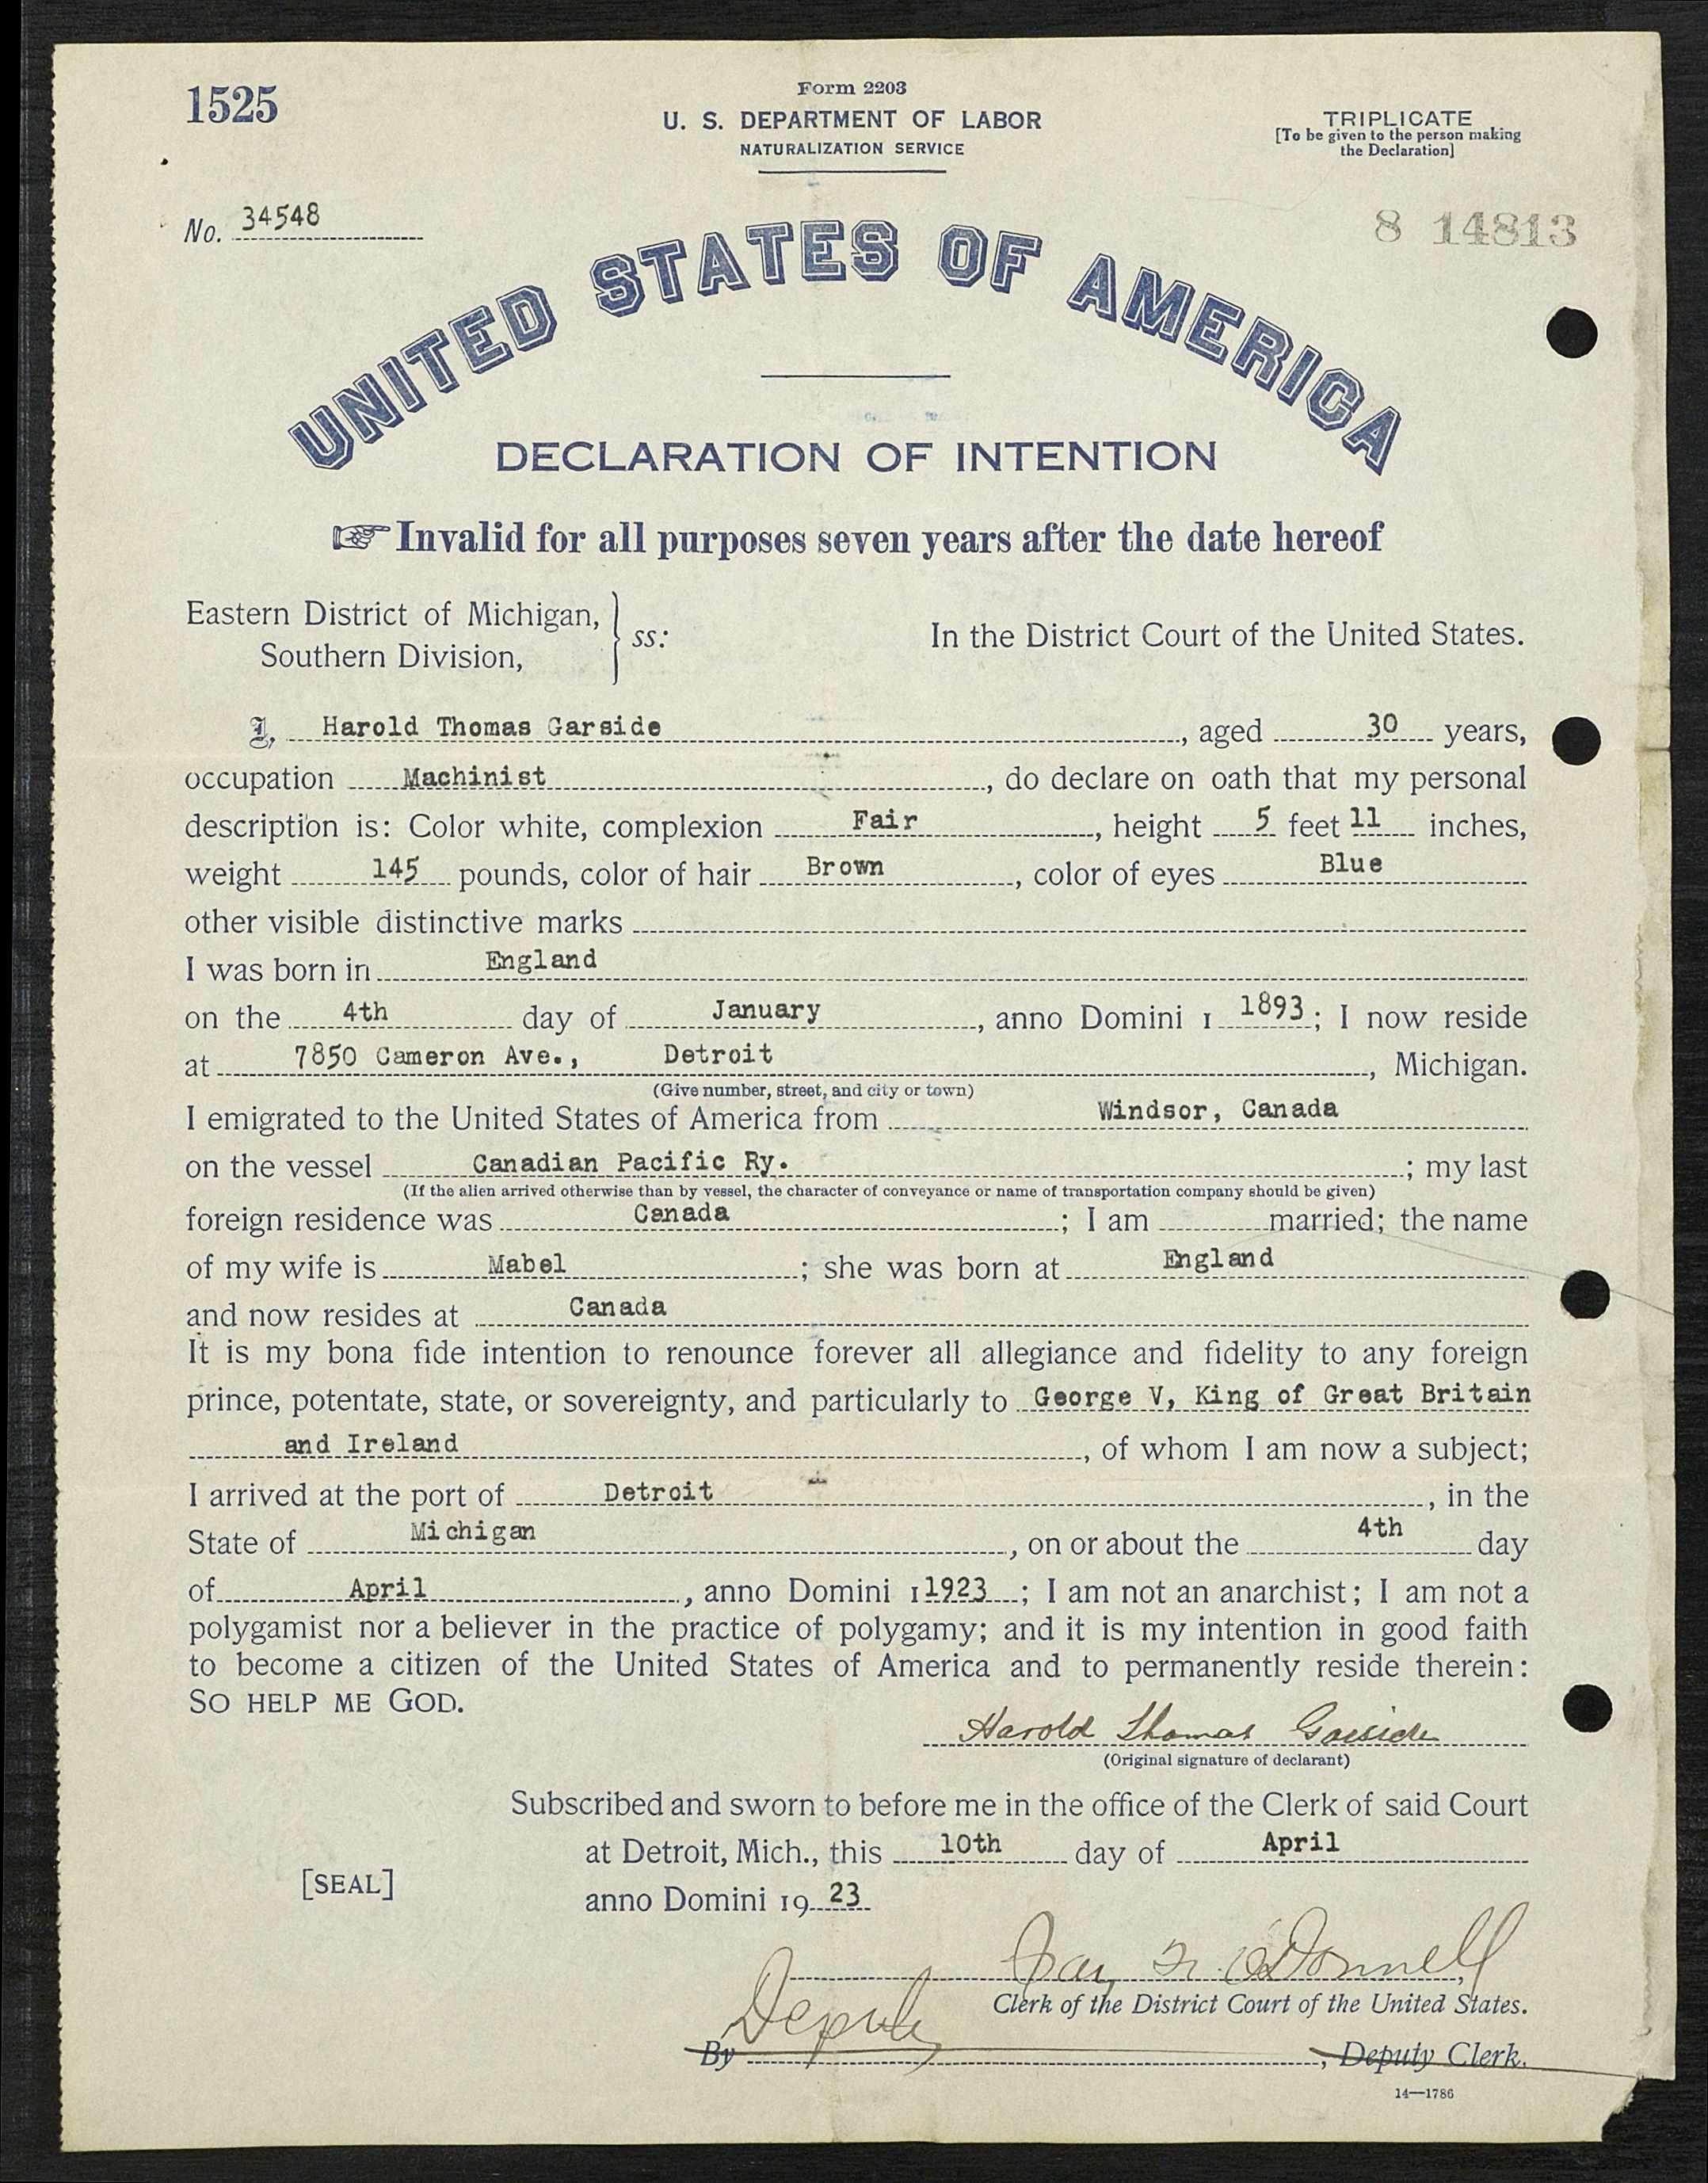 1525
Form 2203
U. S. DEPARTMENT OF LABOR
NATURALIZATION SERVICE
TRIPLICATE
[To be given to the person making
the Declaration]
No. 34548
8 14813
UNITED STATES OF AMERICA
DECLARATION OF INTENTION
☞ Invalid for all purposes seven years after the date hereof
Eastern District of Michigan,
Southern Division,
ss:
In the District Court of the United States.
I, Harold Thomas Garside, aged 30 years,
occupation Machinist, do declare on oath that my personal
description is: Color white, complexion Fair, height 5 feet 11 inches,
weight 145 pounds, color of hair Brown, color of eyes Blue
other visible distinctive marks
I was born in England
on the 4th day of January, anno Domini 1 1893; I now reside
at 7850 Cameron Ave., Detroit, Michigan.
(Give number, street, and city or town)
I emigrated to the United States of America from Windsor, Canada
on the vessel Canadian Pacific Ry.; my last
(If the alien arrived otherwise than by vessel, the character of conveyance or name of transportation company should be given)
foreign residence was Canada; I am married; the name
of my wife is Mabel; she was born at England
and now resides at Canada
It is my bona fide intention to renounce forever all allegiance and fidelity to any foreign
prince, potentate, state, or sovereignty, and particularly to George V, King of Great Britain
and Ireland, of whom I am now a subject;
I arrived at the port of Detroit, in the
State of Michigan, on or about the 4th day
of April, anno Domini 1 1923; I am not an anarchist; I am not a
polygamist nor a believer in the practice of polygamy; and it is my intention in good faith
to become a citizen of the United States of America and to permanently reside therein:
SO HELP ME GOD.
Harold Thomas Garside
(Original signature of declarant)
Subscribed and sworn to before me in the office of the Clerk of said Court
at Detroit, Mich., this 10th day of April
[SEAL]
anno Domini 19 23
O'Donnell
Clerk of the District Court of the United States.
Deputy
By, Deputy Clerk.
14—1786